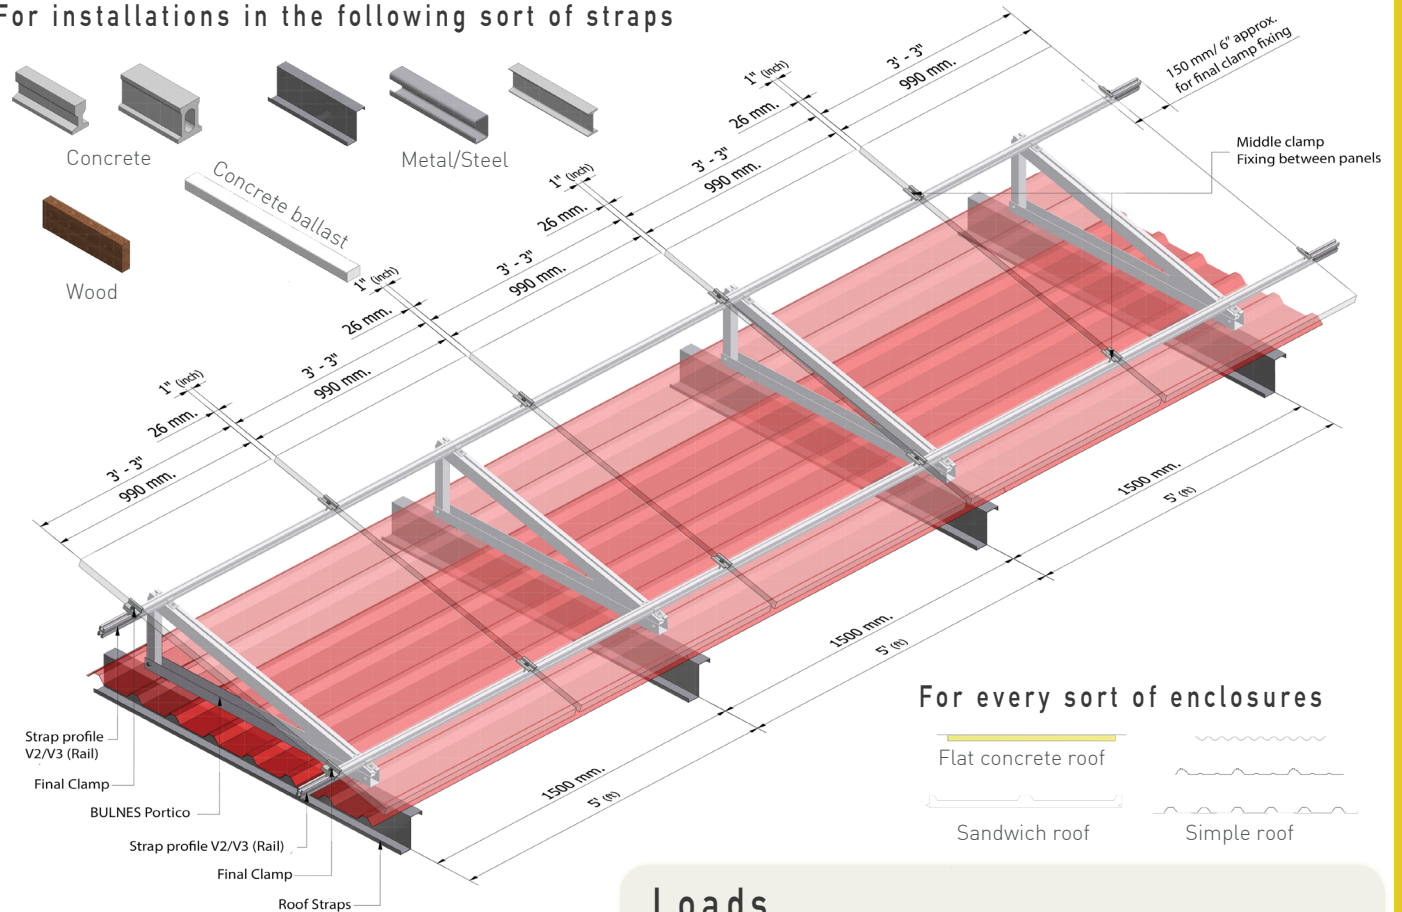 For installations in the following sort of straps
Concrete
Metal/Steel
Concrete ballast
Wood
3' - 3"
990 mm.
150 mm/ 6" approx.
for final clamp fixing
1" (inch)
26 mm.
Middle clamp
Fixing between panels
3' - 3"
990 mm.
1" (inch)
26 mm.
3' - 3"
990 mm.
1" (inch)
26 mm.
3' - 3"
990 mm.
1" (inch)
26 mm.
3' - 3"
990 mm.
1500 mm.
5' (ft)
1500 mm.
5' (ft)
1500 mm.
5' (ft)
Strap profile
V2/V3 (Rail)
Final Clamp
BULNES Portico
Strap profile V2/V3 (Rail)
Final Clamp
Roof Straps
For every sort of enclosures
Flat concrete roof
Sandwich roof
Simple roof
Loads